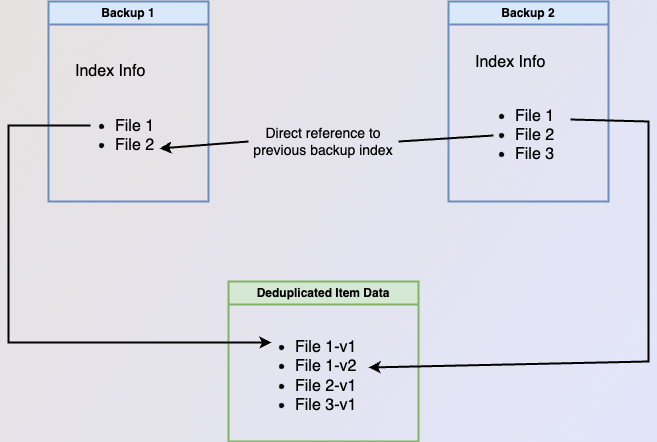 Backup 1
Index Info
• File 1
• File 2
Direct reference to
previous backup index
Backup 2
Index Info
• File 1
• File 2
• File 3
Deduplicated Item Data
• File 1-v1
• File 1-v2
• File 2-v1
• File 3-v1